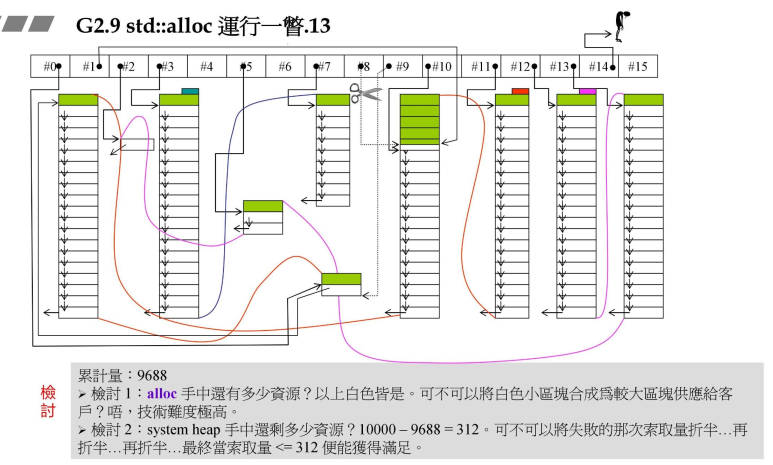 G2.9 std::alloc 運行一瞥.13
#0 #1 #2 #3 #4 #5 #6 #7 #8 #9 #10 #11 #12 #13 #14 #15
檢討
累計量：9688
➢ 檢討 1：alloc 手中還有多少資源？以上白色皆是。可不可以將白色小區塊合成爲較大區塊供應給客
戶？唔，技術難度極高。
➢ 檢討 2：system heap 手中還剩多少資源？10000 – 9688 = 312。可不可以將失敗的那次索取量折半…再
折半…再折半…最終當索取量 <= 312 便能獲得滿足。